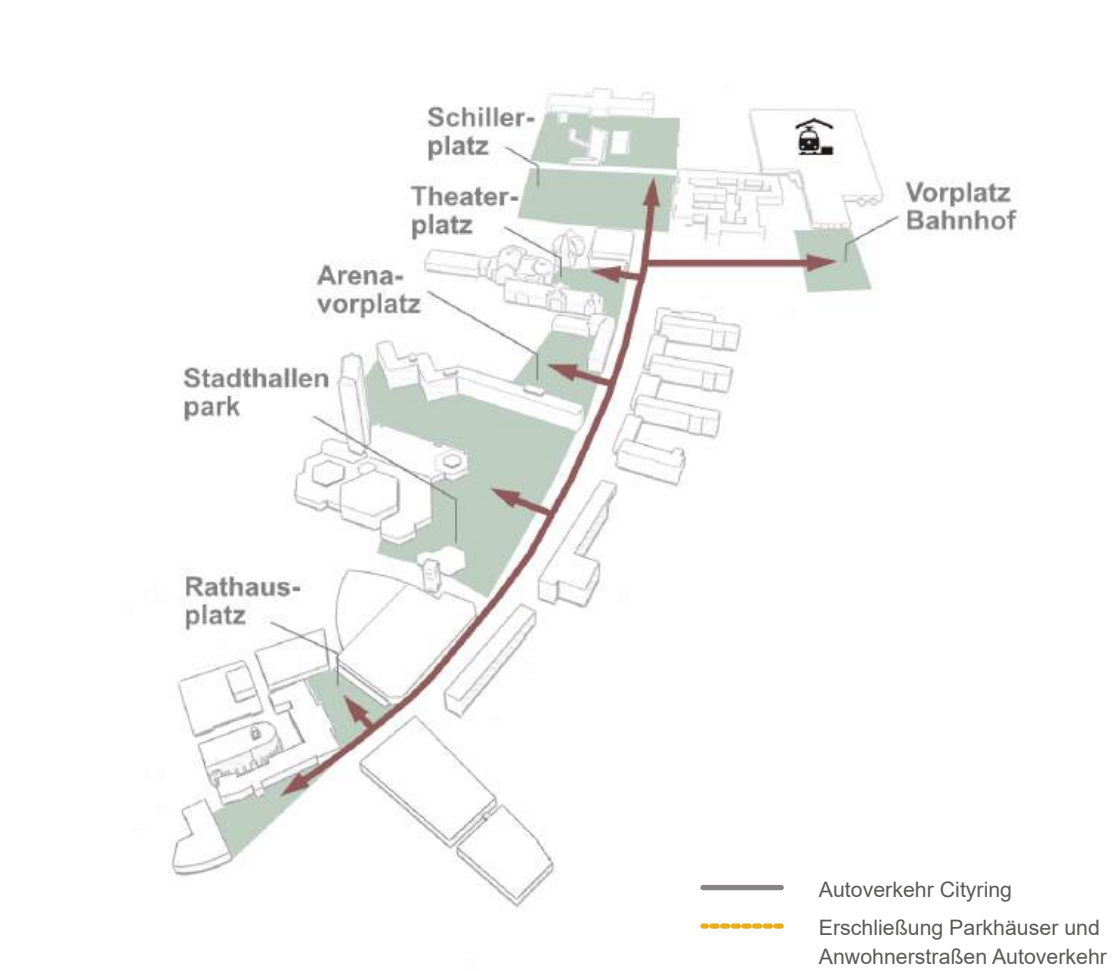 Schiller-
platz
Theater-
platz
Vorplatz
Bahnhof
Arena-
vorplatz
Stadthallen
park
Rathaus-
platz
Autoverkehr Cityring
Erschließung Parkhäuser und
Anwohnerstraßen Autoverkehr